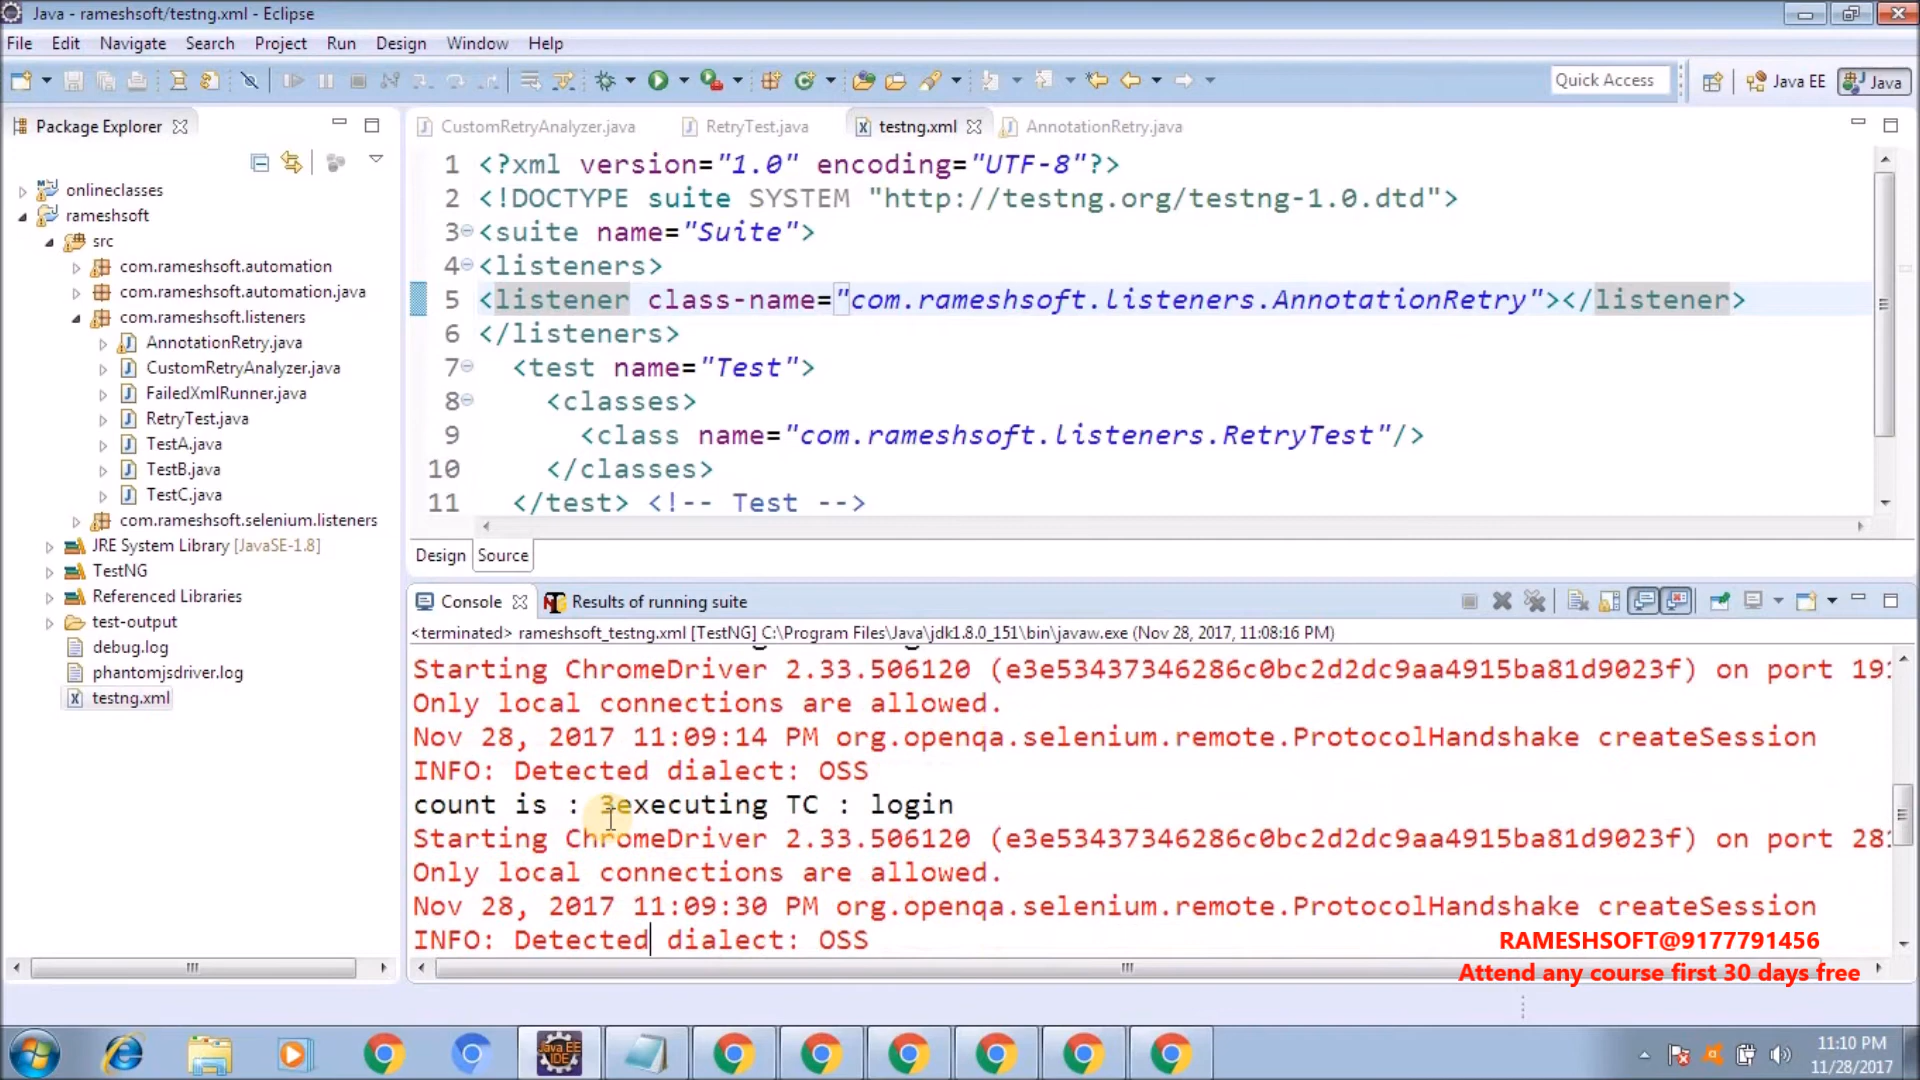 Java - rameshsoft/testng.xml - Eclipse
File Edit Navigate Search Project Run Design Window Help
Quick Access
Java EE
Java
Package Explorer
onlineclasses
rameshsoft
src
com.rameshsoft.automation
com.rameshsoft.automation.java
com.rameshsoft.listeners
AnnotationRetry.java
CustomRetryAnalyzer.java
FailedXmlRunner.java
RetryTest.java
TestA.java
TestB.java
TestC.java
com.rameshsoft.selenium.listeners
JRE System Library [JavaSE-1.8]
TestNG
Referenced Libraries
test-output
debug.log
phantomjsdriver.log
testng.xml
CustomRetryAnalyzer.java RetryTest.java testng.xml AnnotationRetry.java
1 <?xml version="1.0" encoding="UTF-8"?>
2 <!DOCTYPE suite SYSTEM "http://testng.org/testng-1.0.dtd">
3 <suite name="Suite">
4 <listeners>
5 <listener class-name="com.rameshsoft.listeners.AnnotationRetry"></listener>
6 </listeners>
7 <test name="Test">
8 <classes>
9 <class name="com.rameshsoft.listeners.RetryTest"/>
10 </classes>
11 </test> <!-- Test -->
Design Source
Console Results of running suite
<terminated> rameshsoft_testng.xml [TestNG] C:\Program Files\Java\jdk1.8.0_151\bin\javaw.exe (Nov 28, 2017, 11:08:16 PM)
Starting ChromeDriver 2.33.506120 (e3e53437346286c0bc2d2dc9aa4915ba81d9023f) on port 191
Only local connections are allowed.
Nov 28, 2017 11:09:14 PM org.openqa.selenium.remote.ProtocolHandshake createSession
INFO: Detected dialect: OSS
count is : 3executing TC : login
Starting ChromeDriver 2.33.506120 (e3e53437346286c0bc2d2dc9aa4915ba81d9023f) on port 281
Only local connections are allowed.
Nov 28, 2017 11:09:30 PM org.openqa.selenium.remote.ProtocolHandshake createSession
INFO: Detected dialect: OSS
RAMESHSOFT@9177791456
Attend any course first 30 days free
Java EE
IDE
11:10 PM
11/28/2017